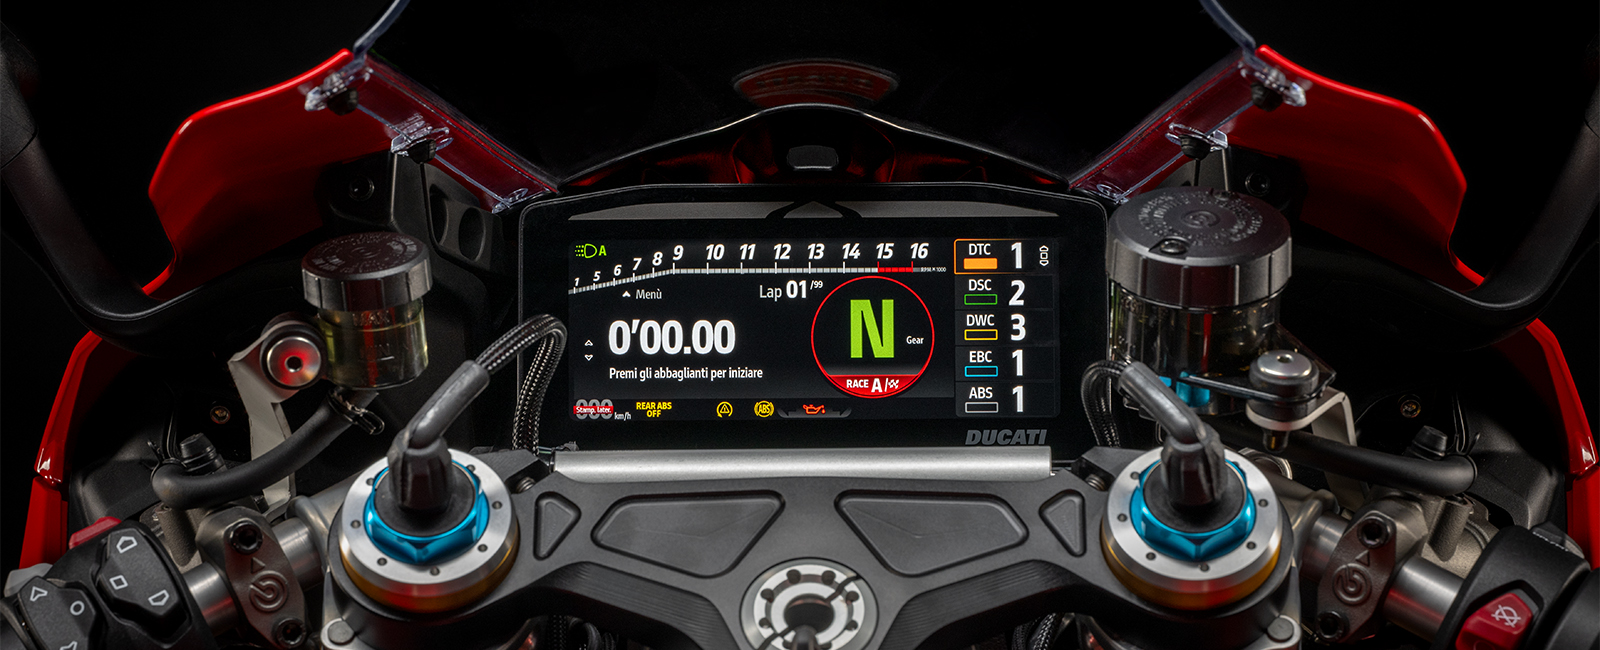 A
1 5 6 7 8 9 10 11 12 13 14 15 16
Menù
Lap 01/99
0'00.00
Premi gli abbaglianti per iniziare
N
Gear
RACE A/
Stamp. later.
km/h
REAR ABS
OFF
ABS
DTC 1
DSC 2
DWC 3
EBC 1
ABS 1
DUCATI